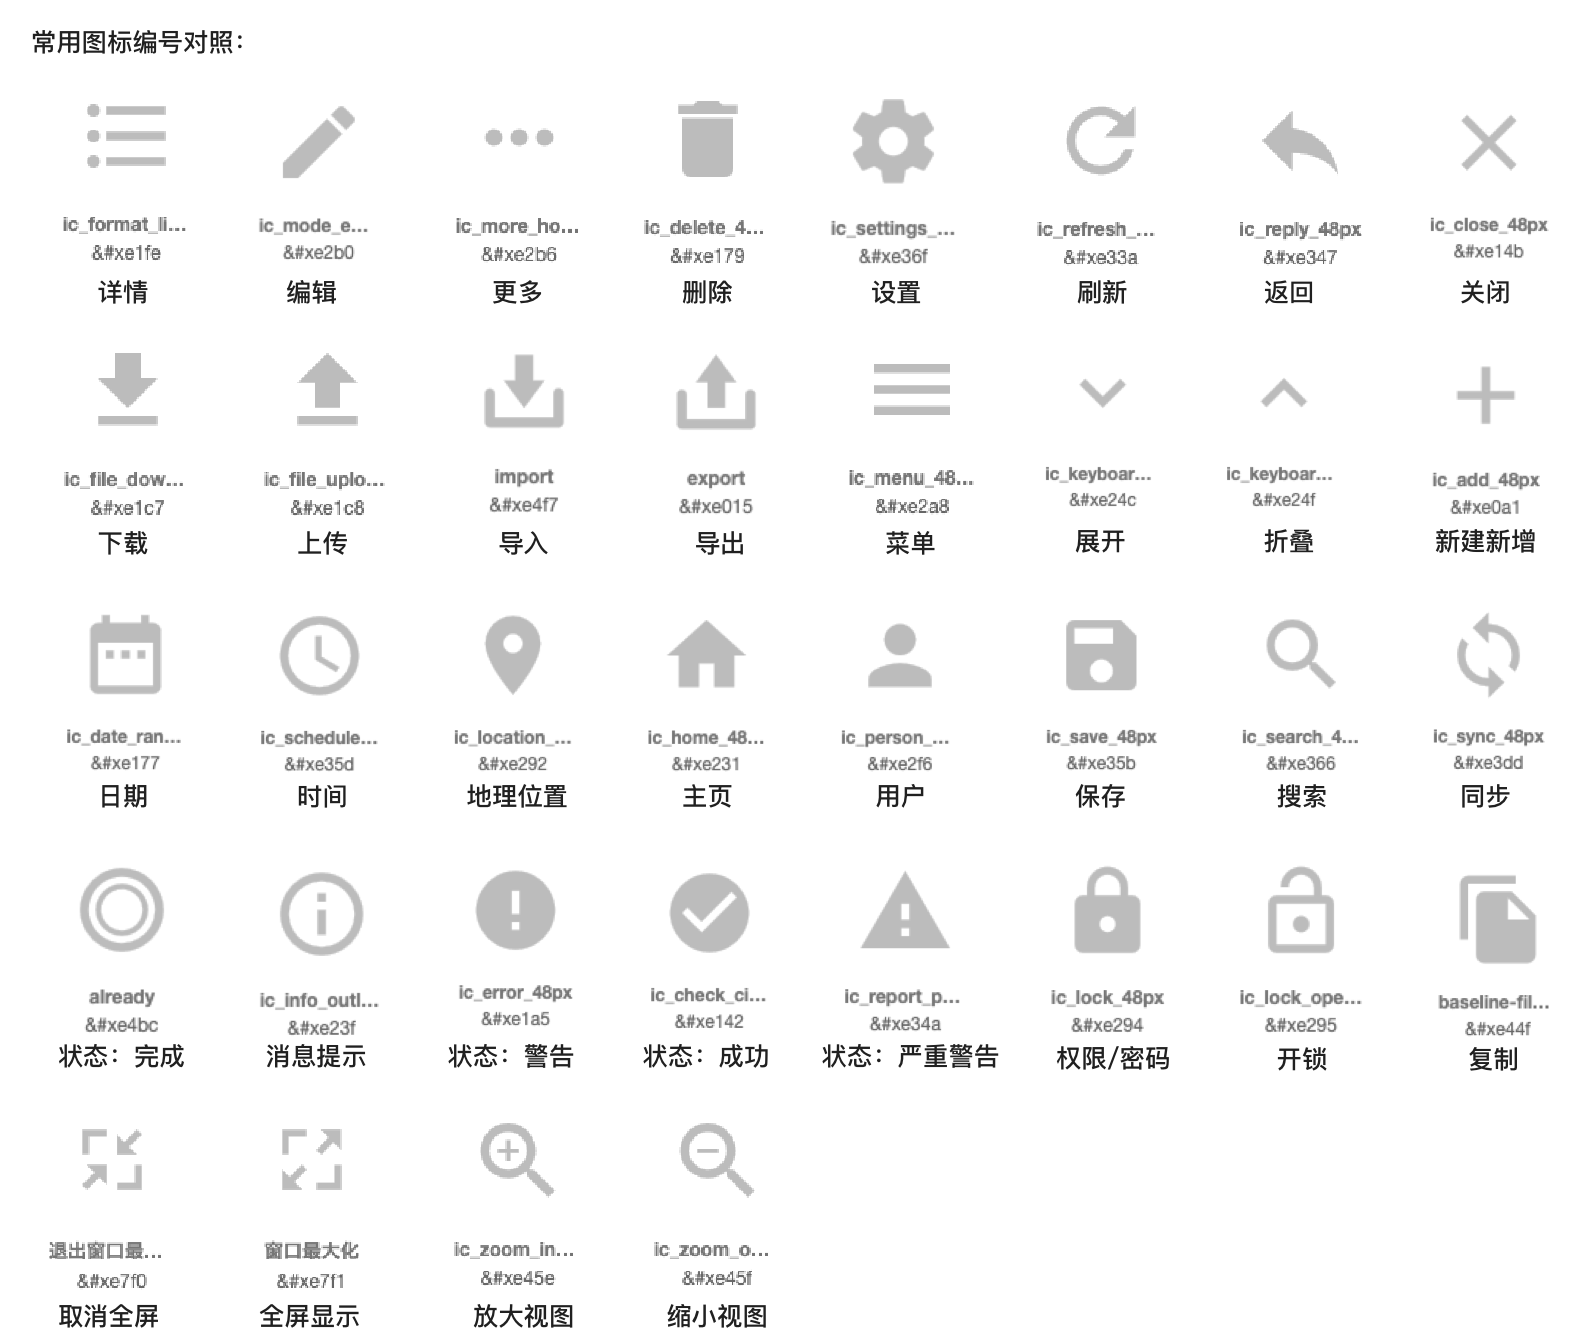 常用图标编号对照：
ic_format_li... ic_mode_e... ic_more_ho... ic_delete_4... ic_settings_... ic_refresh_... ic_reply_48px ic_close_48px
&#xe1fe &#xe2b0 &#xe2b6 &#xe179 &#xe36f &#xe33a &#xe347 &#xe14b
详情 编辑 更多 删除 设置 刷新 返回 关闭
ic_file_dow... ic_file_uplo... import export ic_menu_48... ic_keyboar... ic_keyboar... ic_add_48px
&#xe1c7 &#xe1c8 &#xe4f7 &#xe015 &#xe2a8 &#xe24c &#xe24f &#xe0a1
下载 上传 导入 导出 菜单 展开 折叠 新建新增
ic_date_ran... ic_schedule... ic_location_... ic_home_48... ic_person_... ic_save_48px ic_search_4... ic_sync_48px
&#xe177 &#xe35d &#xe292 &#xe231 &#xe2f6 &#xe35b &#xe366 &#xe3dd
日期 时间 地理位置 主页 用户 保存 搜索 同步
already ic_info_outl... ic_error_48px ic_check_ci... ic_report_p... ic_lock_48px ic_lock_ope... baseline-fil...
&#xe4bc &#xe23f &#xe1a5 &#xe142 &#xe34a &#xe294 &#xe295 &#xe44f
状态：完成 消息提示 状态：警告 状态：成功 状态：严重警告 权限/密码 开锁 复制
退出窗口最... 窗口最大化 ic_zoom_in... ic_zoom_o...
&#xe7f0 &#xe7f1 &#xe45e &#xe45f
取消全屏 全屏显示 放大视图 缩小视图